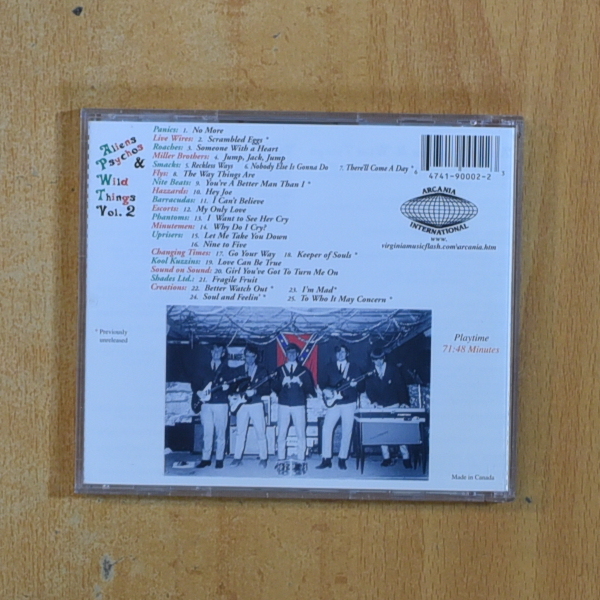 Aliens
Psychos
&
Wild
Things
Vol. 2
Panics: 1. No More
Live Wires: 2. Scrambled Eggs *
Roaches: 3. Someone With a Heart
Miller Brothers: 4. Jump, Jack, Jump
Smacks: 5. Reckless Ways 6. Nobody Else Is Gonna Do 7. There'll Come A Day *
Flys: 8. The Way Things Are
Nite Beats: 9. You're A Better Man Than I *
Hazzards: 10. Hey Joe
Barracudas: 11. I Can't Believe
Escorts: 12. My Only Love
Phantoms: 13. I Want to See Her Cry
Minutemen: 14. Why Do I Cry?
Uprisers: 15. Let Me Take You Down
16. Nine to Five
Changing Times: 17. Go Your Way 18. Keeper of Souls *
Kool Kuzzins: 19. Love Can Be True
Sound on Sound: 20. Girl You've Got To Turn Me On
Shades Ltd.: 21. Fragile Fruit
Creations: 22. Better Watch Out * 23. I'm Mad*
24. Soul and Feelin' * 25. To Who It May Concern *
6 4741-90002-2 3
ARCANIA
INTERNATIONAL
www.
virginiamusicflash.com/arcania.htm
* Previously
unreleased
Playtime
71:48 Minutes
Made in Canada